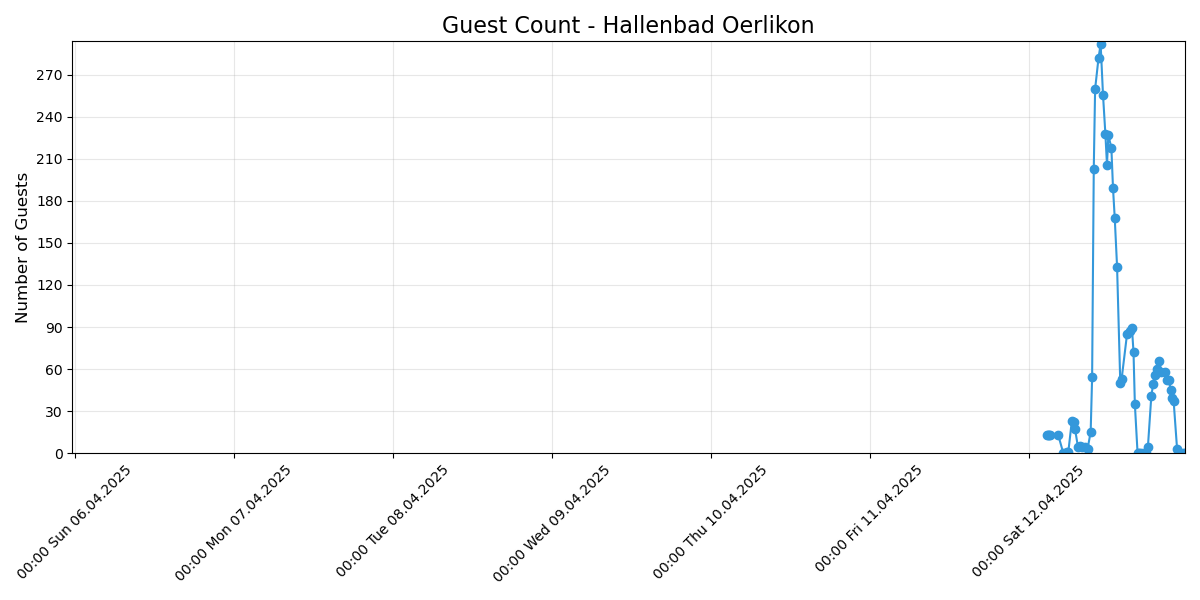 Guest Count - Hallenbad Oerlikon
Number of Guests
270
240
210
180
150
120
90
60
30
0
00:00 Sun 06.04.2025
00:00 Mon 07.04.2025
00:00 Tue 08.04.2025
00:00 Wed 09.04.2025
00:00 Thu 10.04.2025
00:00 Fri 11.04.2025
00:00 Sat 12.04.2025